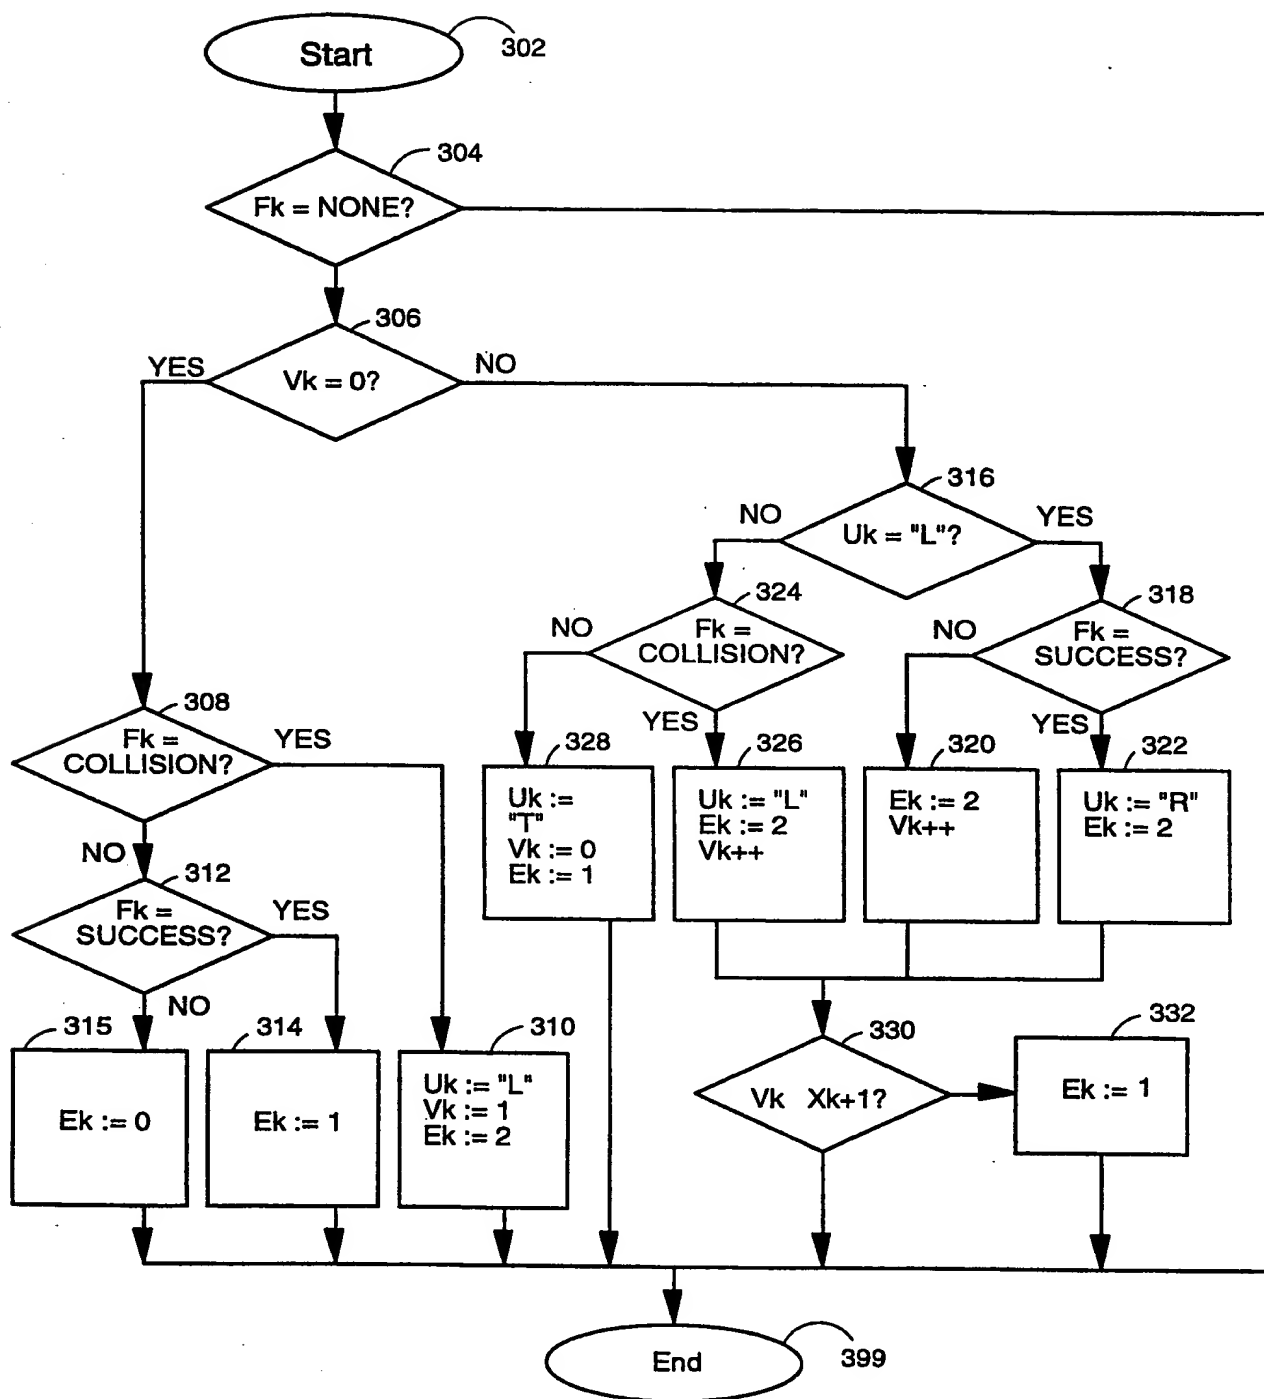 Start
302
304
Fk = NONE?
306
YES
Vk = 0?
NO
316
NO
Uk = "L"?
YES
324
NO
Fk =
COLLISION?
YES
318
NO
Fk =
SUCCESS?
YES
308
Fk =
COLLISION?
YES
NO
328
Uk :=
"T"
Vk := 0
Ek := 1
326
Uk := "L"
Ek := 2
Vk++
320
Ek := 2
Vk++
322
Uk := "R"
Ek := 2
312
Fk =
SUCCESS?
YES
NO
315
Ek := 0
314
Ek := 1
310
Uk := "L"
Vk := 1
Ek := 2
330
Vk Xk+1?
332
Ek := 1
End
399